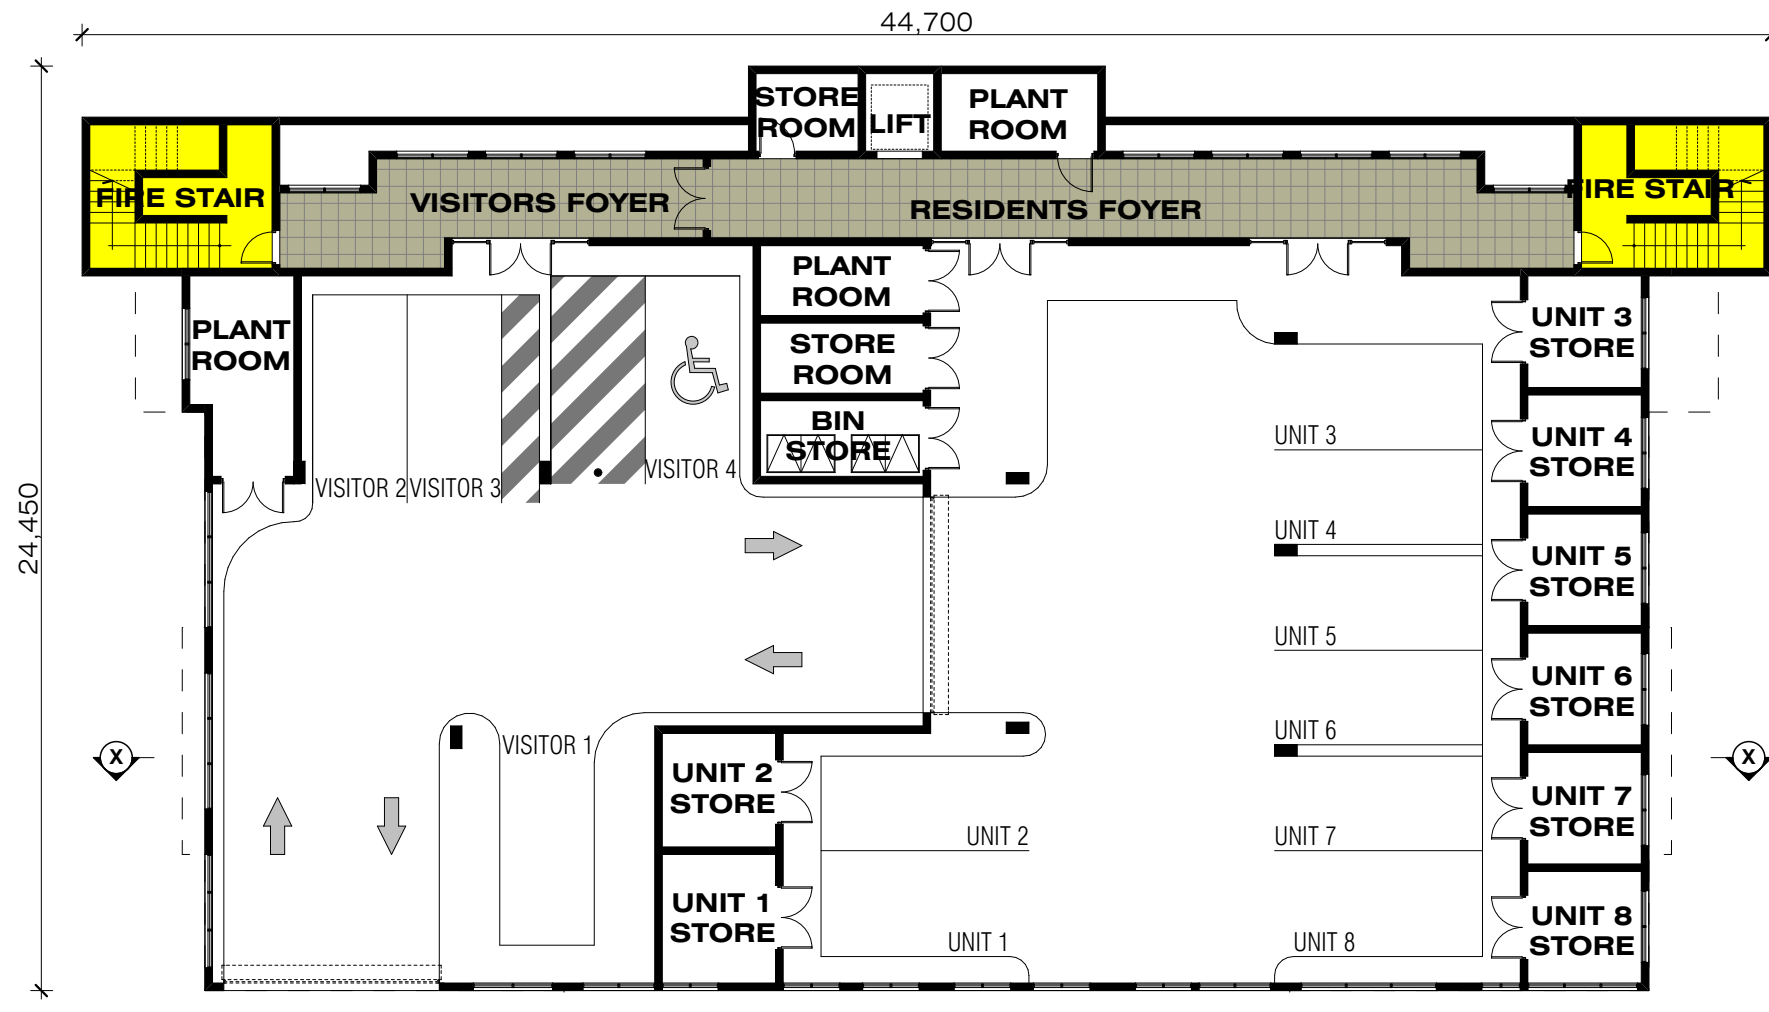 44,700
24,450
STORE
ROOM
LIFT
PLANT
ROOM
FIRE STAIR
VISITORS FOYER
RESIDENTS FOYER
FIRE STAIR
PLANT
ROOM
PLANT
ROOM
STORE
ROOM
BIN
STORE
VISITOR 2
VISITOR 3
VISITOR 4
VISITOR 1
UNIT 3
STORE
UNIT 4
STORE
UNIT 5
STORE
UNIT 6
STORE
UNIT 7
STORE
UNIT 8
STORE
UNIT 3
UNIT 4
UNIT 5
UNIT 6
UNIT 7
UNIT 8
UNIT 2
STORE
UNIT 1
STORE
UNIT 2
UNIT 1
X
X